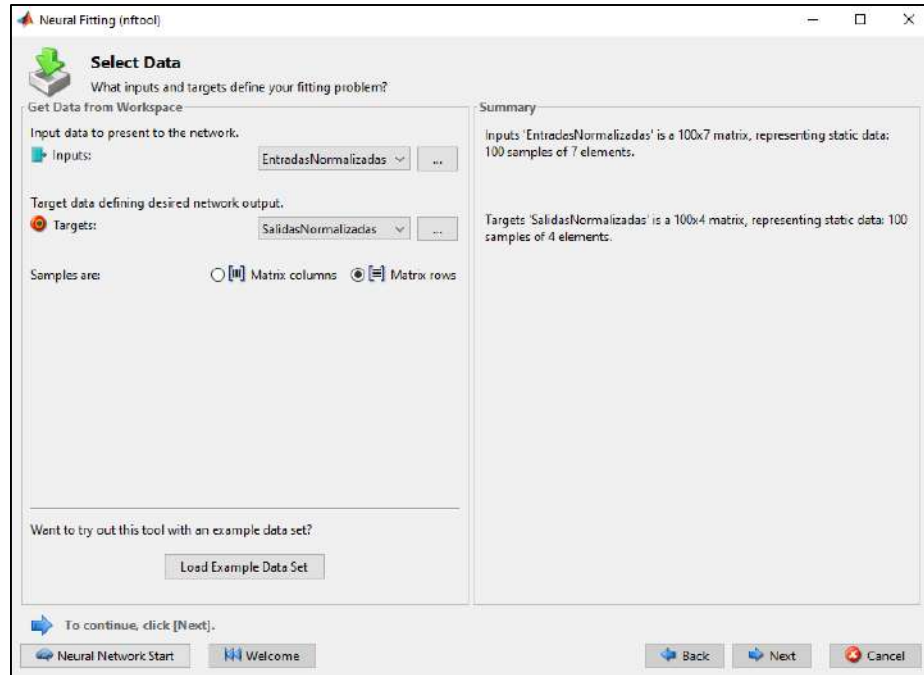 Neural Fitting (nftool)
Select Data
What inputs and targets define your fitting problem?
Get Data from Workspace
Input data to present to the network.
Inputs:
EntradasNormalizadas
...
Target data defining desired network output.
Targets:
SalidasNormalizadas
...
Samples are:
Matrix columns
Matrix rows
Want to try out this tool with an example data set?
Load Example Data Set
Summary
Inputs 'EntradasNormalizadas' is a 100x7 matrix, representing static data:
100 samples of 7 elements.
Targets 'SalidasNormalizadas' is a 100x4 matrix, representing static data: 100
samples of 4 elements.
To continue, click [Next].
Neural Network Start
Welcome
Back
Next
Cancel